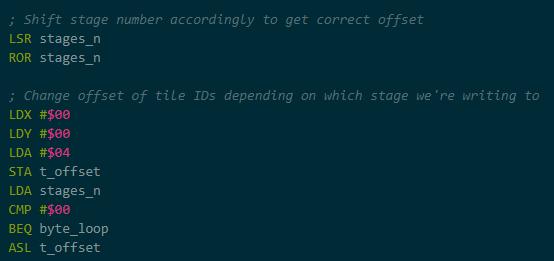 ; Shift stage number accordingly to get correct offset
LSR stages_n
ROR stages_n
; Change offset of tile IDs depending on which stage we're writing to
LDX #$00
LDY #$00
LDA #$04
STA t_offset
LDA stages_n
CMP #$00
BEQ byte_loop
ASL t_offset